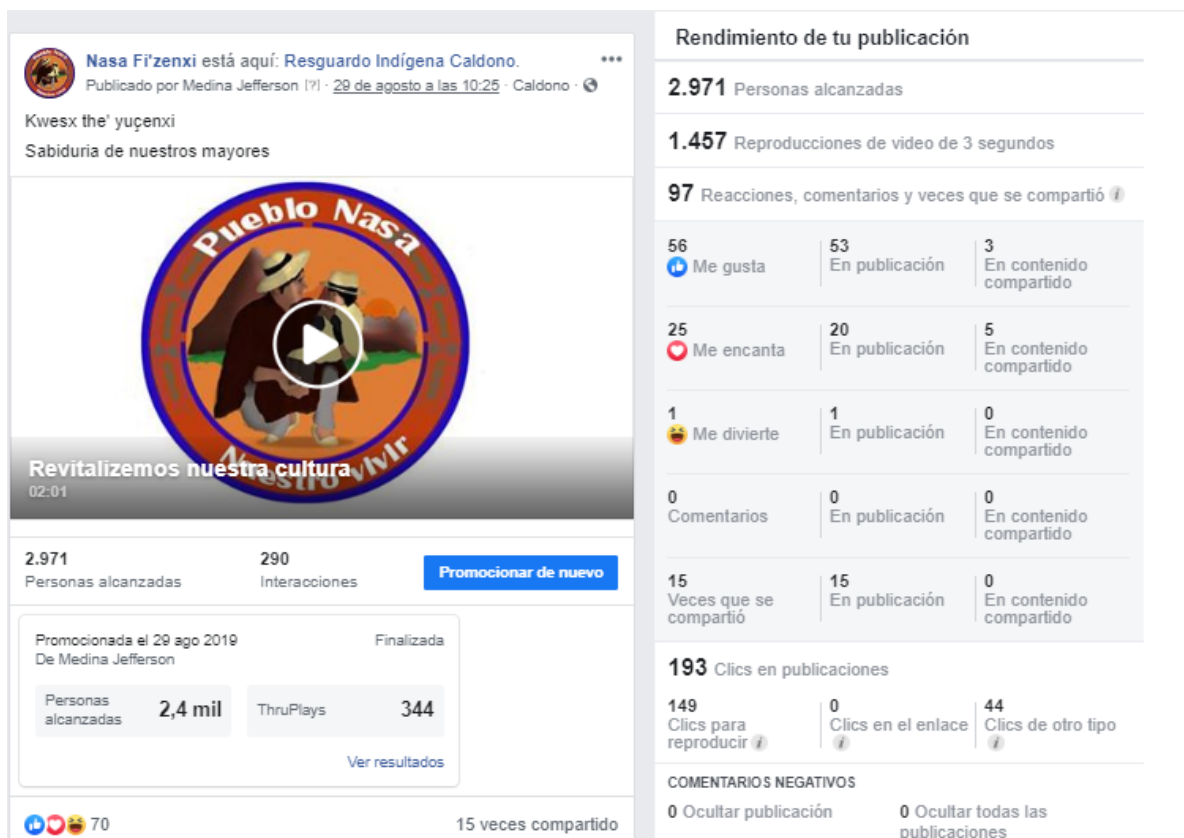 Nasa Fi'zenxi está aquí: Resguardo Indígena Caldono.
Publicado por Medina Jefferson [?] · 29 de agosto a las 10:25 · Caldono ·
Kwesx the' yuçenxi
Sabiduria de nuestros mayores
Pueblo Nasa
Nuestro vivir
Revitalizemos nuestra cultura
02:01
2.971
Personas alcanzadas
290
Interacciones
Promocionar de nuevo
Promocionada el 29 ago 2019
De Medina Jefferson
Finalizada
Personas
alcanzadas
2,4 mil
ThruPlays
344
Ver resultados
70
15 veces compartido
Rendimiento de tu publicación
2.971 Personas alcanzadas
1.457 Reproducciones de video de 3 segundos
97 Reacciones, comentarios y veces que se compartió
56
Me gusta
53
En publicación
3
En contenido
compartido
25
Me encanta
20
En publicación
5
En contenido
compartido
1
Me divierte
1
En publicación
0
En contenido
compartido
0
Comentarios
0
En publicación
0
En contenido
compartido
15
Veces que se
compartió
15
En publicación
0
En contenido
compartido
193 Clics en publicaciones
149
Clics para
reproducir
0
Clics en el enlace
44
Clics de otro tipo
COMENTARIOS NEGATIVOS
0 Ocultar publicación
0 Ocultar todas las
publicaciones